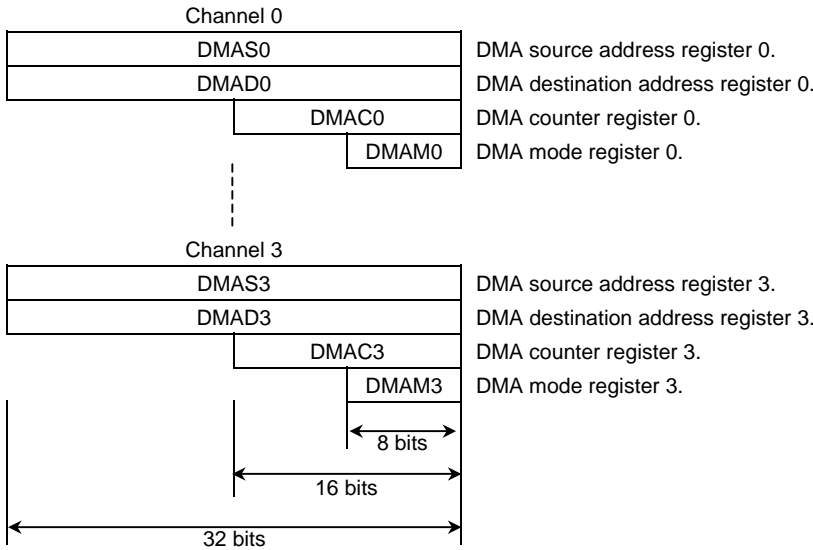 Channel 0
DMAS0 DMA source address register 0.
DMAD0 DMA destination address register 0.
DMAC0 DMA counter register 0.
DMAM0 DMA mode register 0.
Channel 3
DMAS3 DMA source address register 3.
DMAD3 DMA destination address register 3.
DMAC3 DMA counter register 3.
DMAM3 DMA mode register 3.
8 bits
16 bits
32 bits